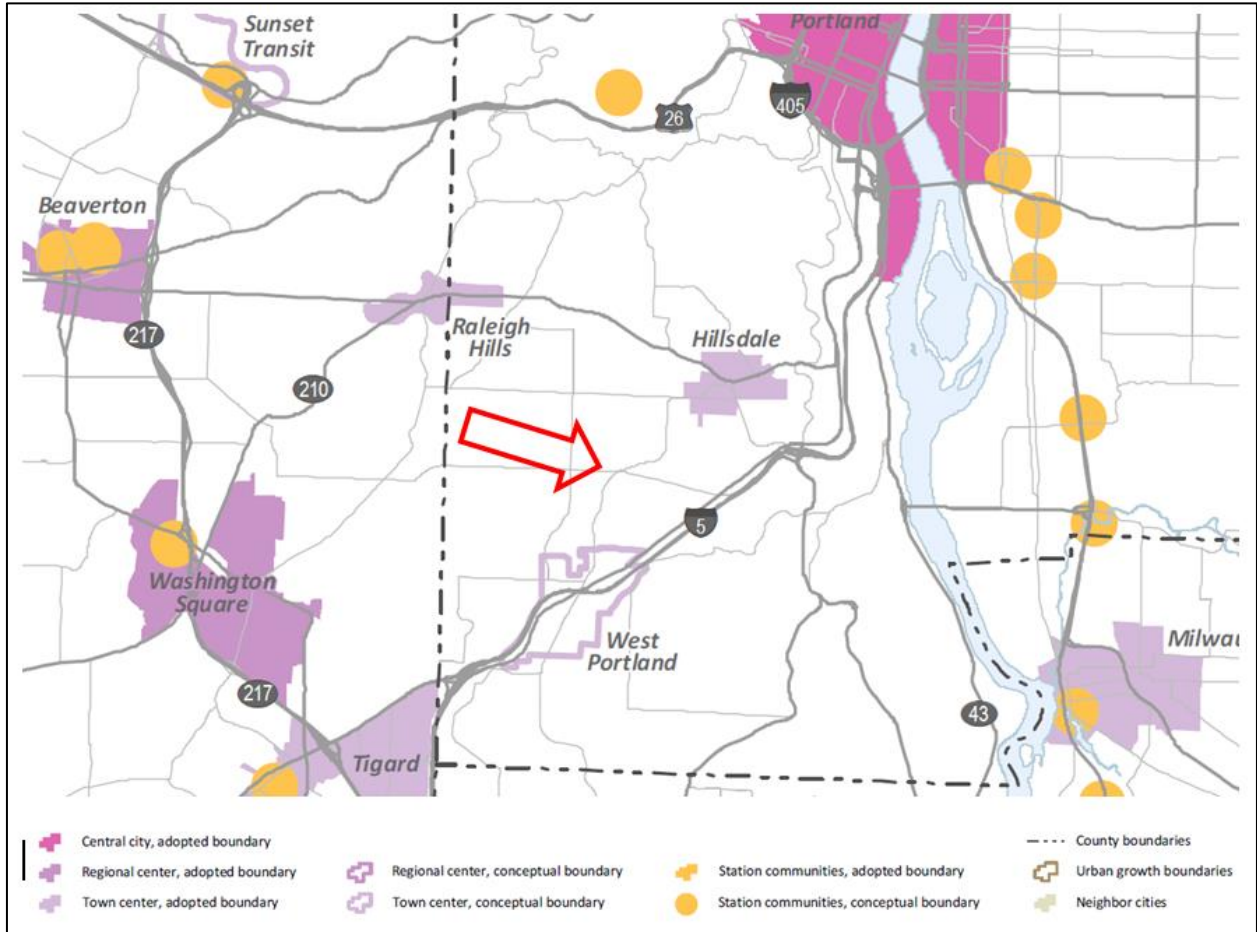 Sunset
Transit
Portland
405
26
Beaverton
217
Raleigh
Hills
Hillsdale
210
5
Washington
Square
West
Portland
Milwau
217
43
Tigard
Central city, adopted boundary
County boundaries
Regional center, adopted boundary
Regional center, conceptual boundary
Station communities, adopted boundary
Urban growth boundaries
Town center, adopted boundary
Town center, conceptual boundary
Station communities, conceptual boundary
Neighbor cities